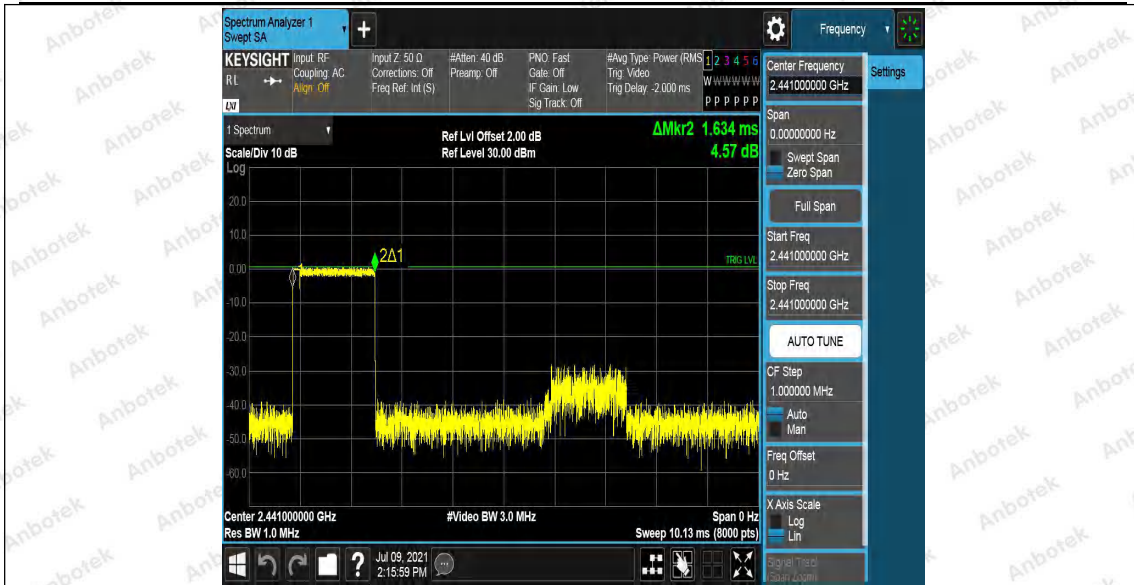 Spectrum Analyzer 1
Swept SA
+
Frequency
KEYSIGHT
RL
LXI
Input: RF
Coupling: AC
Align: Off
Input Z: 50 Ω
Corrections: Off
Freq Ref: Int (S)
#Atten: 40 dB
Preamp: Off
PNO: Fast
Gate: Off
IF Gain: Low
Sig Track: Off
#Avg Type: Power (RMS
Trig: Video
Trig Delay: -2.000 ms
1 2 3 4 5 6
W W W W W W
P P P P P P
1 Spectrum
Scale/Div 10 dB
Log
Ref Lvl Offset 2.00 dB
Ref Level 30.00 dBm
ΔMkr2 1.634 ms
4.57 dB
20.0
10.0
0.00
-10.0
-20.0
-30.0
-40.0
-50.0
-60.0
2Δ1
TRIG LVL
Center 2.441000000 GHz
Res BW 1.0 MHz
#Video BW 3.0 MHz
Span 0 Hz
Sweep 10.13 ms (8000 pts)
Center Frequency
2.441000000 GHz
Settings
Span
0.00000000 Hz
Swept Span
Zero Span
Full Span
Start Freq
2.441000000 GHz
Stop Freq
2.441000000 GHz
AUTO TUNE
CF Step
1.000000 MHz
Auto
Man
Freq Offset
0 Hz
X Axis Scale
Log
Lin
Signal Track
(Span Zoom)
?
Jul 09, 2021
2:15:59 PM
Anbotek